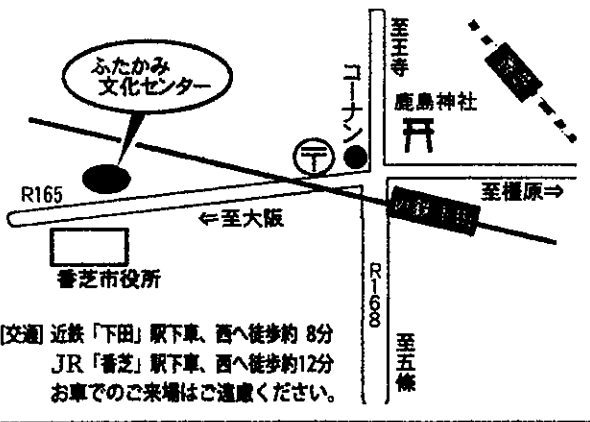 ふたかみ
文化センター
至王寺
コーナン
鹿島神社
〒
R165
⇐至大阪
至橿原⇒
近鉄下田
香芝市役所
R168
至五條
[交通] 近鉄「下田」駅下車、西へ徒歩約 8分
JR「香芝」駅下車、西へ徒歩約12分
お車でのご来場はご遠慮ください。